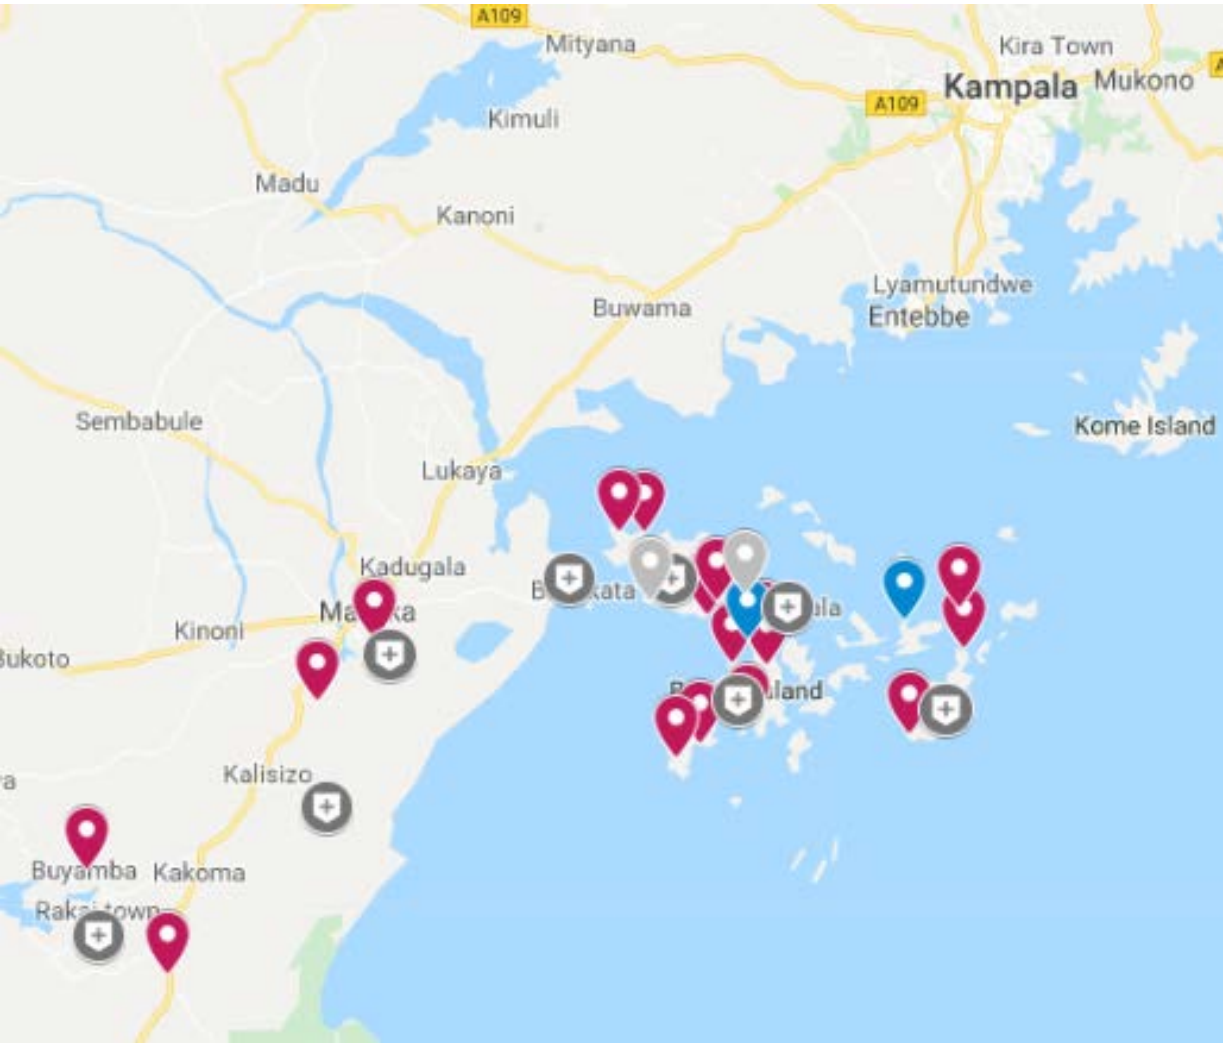 A109
Mityana
Kira Town
Kampala
Mukono
A109
Kimuli
Madu
Kanoni
Lyamutundwe
Buwama
Entebbe
Sembabule
Kome Island
Lukaya
Kadugala
Kinoni
Bukoto
Kalisizo
Buyamba
Kakoma